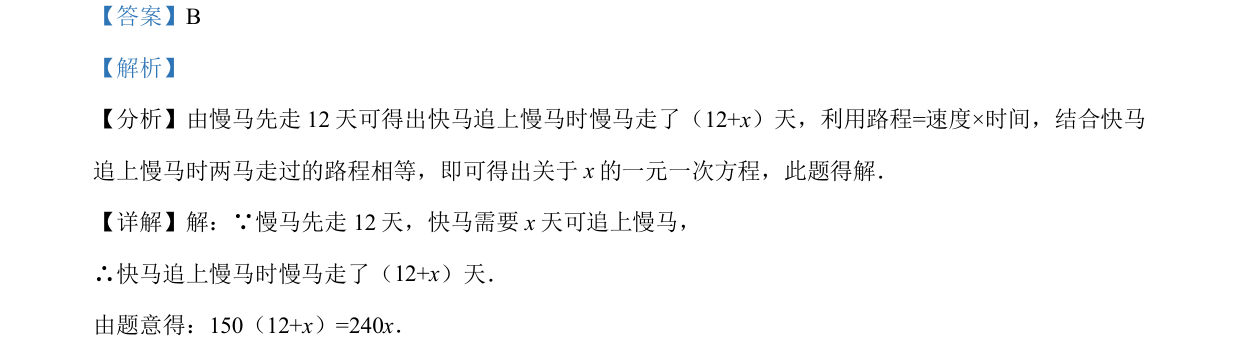 【答案】B
【解析】
【分析】由慢马先走 12 天可得出快马追上慢马时慢马走了（12+x）天，利用路程=速度×时间，结合快马
追上慢马时两马走过的路程相等，即可得出关于 x 的一元一次方程，此题得解．
【详解】解：∵慢马先走 12 天，快马需要 x 天可追上慢马，
∴快马追上慢马时慢马走了（12+x）天．
由题意得：150（12+x）=240x．